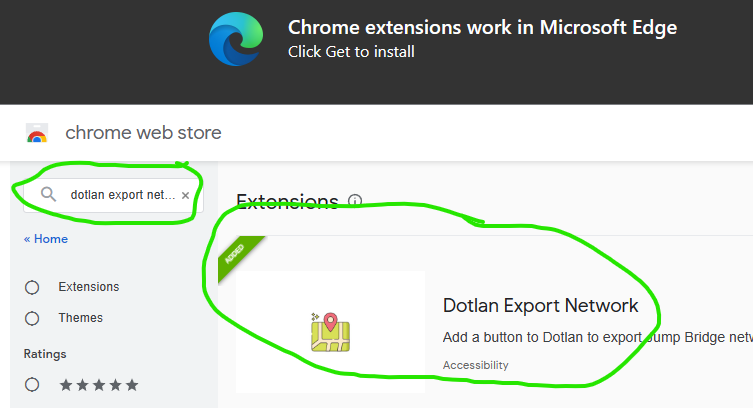 Chrome extensions work in Microsoft Edge
Click Get to install
chrome web store
dotlan export net... ×
« Home
Extensions
Themes
Ratings
Extensions
ADDED
Dotlan Export Network
Add a button to Dotlan to export Jump Bridge netw
Accessibility